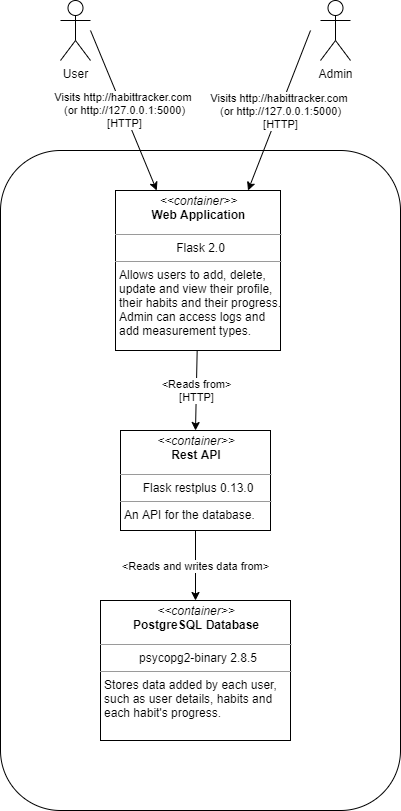 User
Admin
Visits http://habittracker.com
(or http://127.0.0.1:5000)
[HTTP]
Visits http://habittracker.com
(or http://127.0.0.1:5000)
[HTTP]
<<container>>
Web Application
Flask 2.0
Allows users to add, delete,
update and view their profile,
their habits and their progress.
Admin can access logs and
add measurement types.
<Reads from>
[HTTP]
<<container>>
Rest API
Flask restplus 0.13.0
An API for the database.
<Reads and writes data from>
<<container>>
PostgreSQL Database
psycopg2-binary 2.8.5
Stores data added by each user,
such as user details, habits and
each habit's progress.